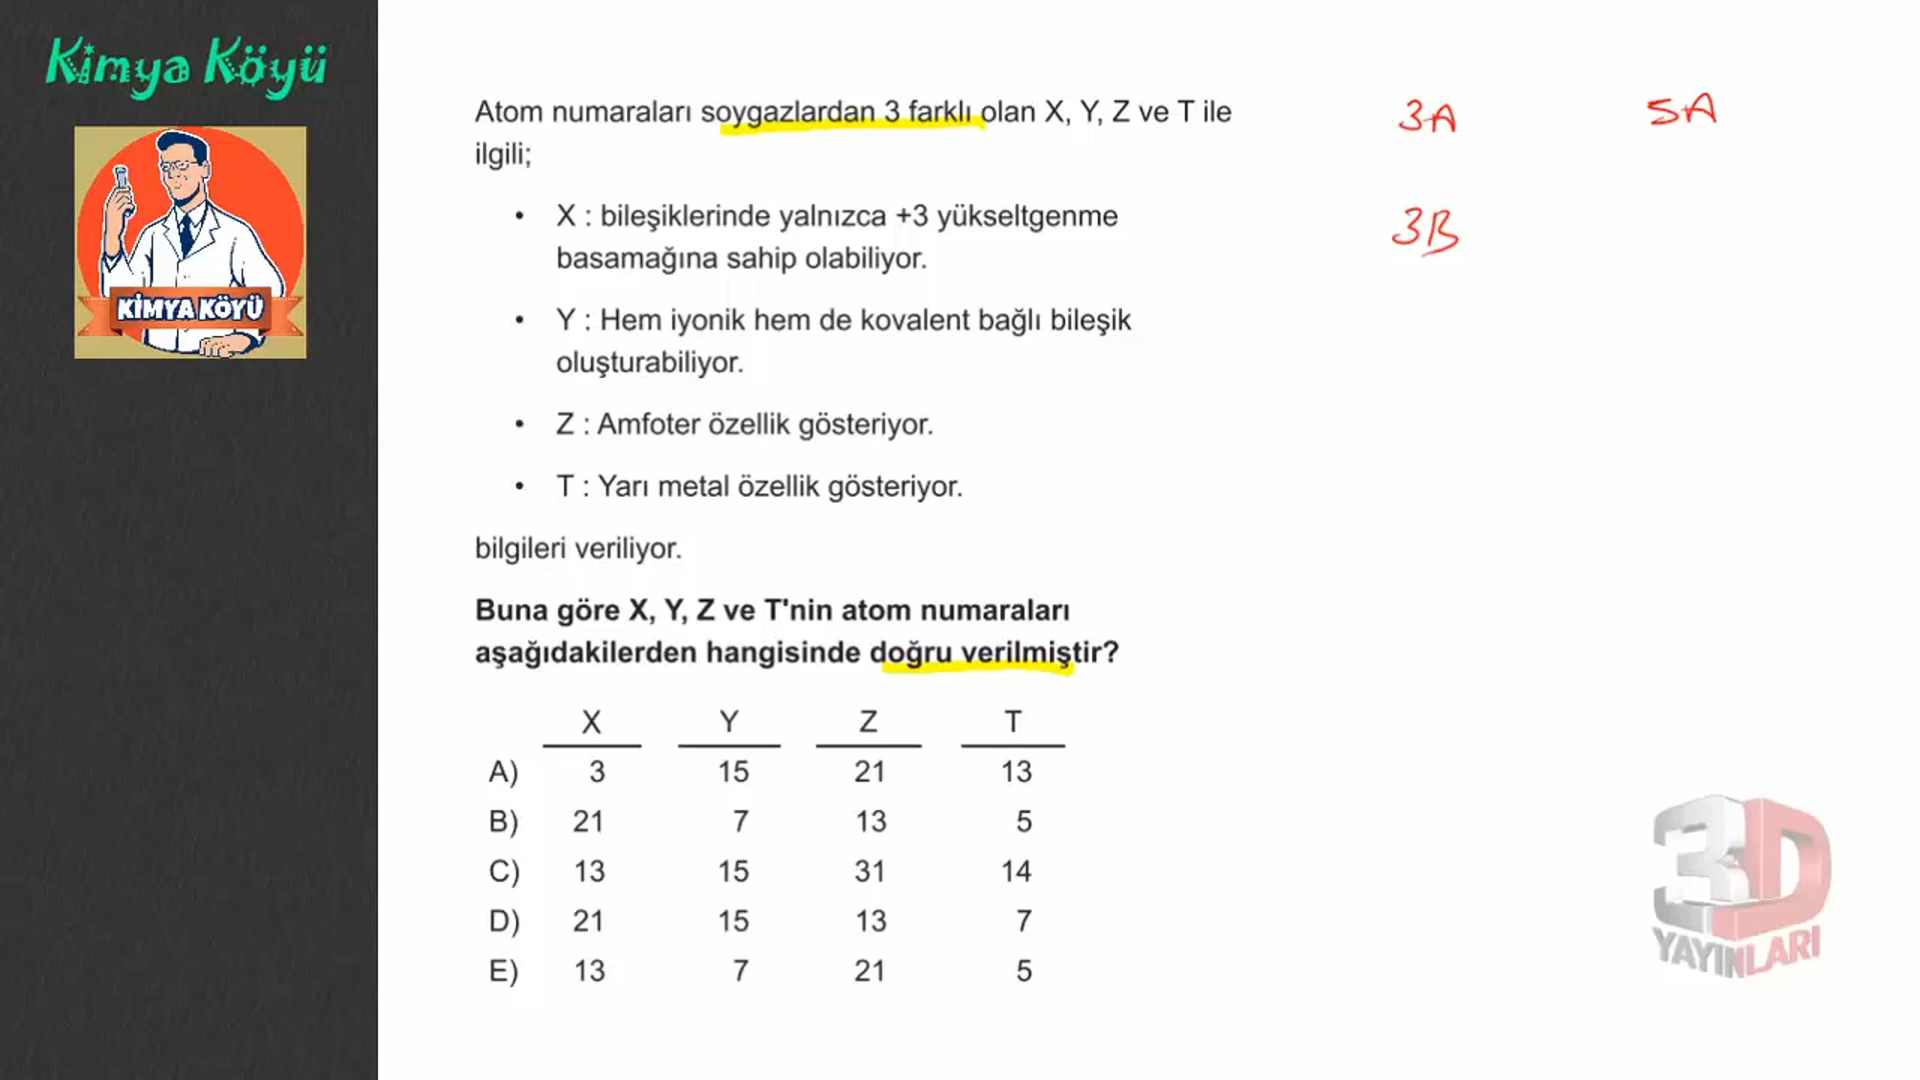 Kimya Köyü
KİMYA KÖYÜ
Atom numaraları soygazlardan 3 farklı olan X, Y, Z ve T ile
ilgili;
3A
5A
• X : bileşiklerinde yalnızca +3 yükseltgenme
basamağına sahip olabiliyor.
3B
• Y : Hem iyonik hem de kovalent bağlı bileşik
oluşturabiliyor.
• Z : Amfoter özellik gösteriyor.
• T : Yarı metal özellik gösteriyor.
bilgileri veriliyor.
Buna göre X, Y, Z ve T'nin atom numaraları
aşağıdakilerden hangisinde doğru verilmiştir?
X Y Z T
A) 3 15 21 13
B) 21 7 13 5
C) 13 15 31 14
D) 21 15 13 7
E) 13 7 21 5
3D
YAYINLARI